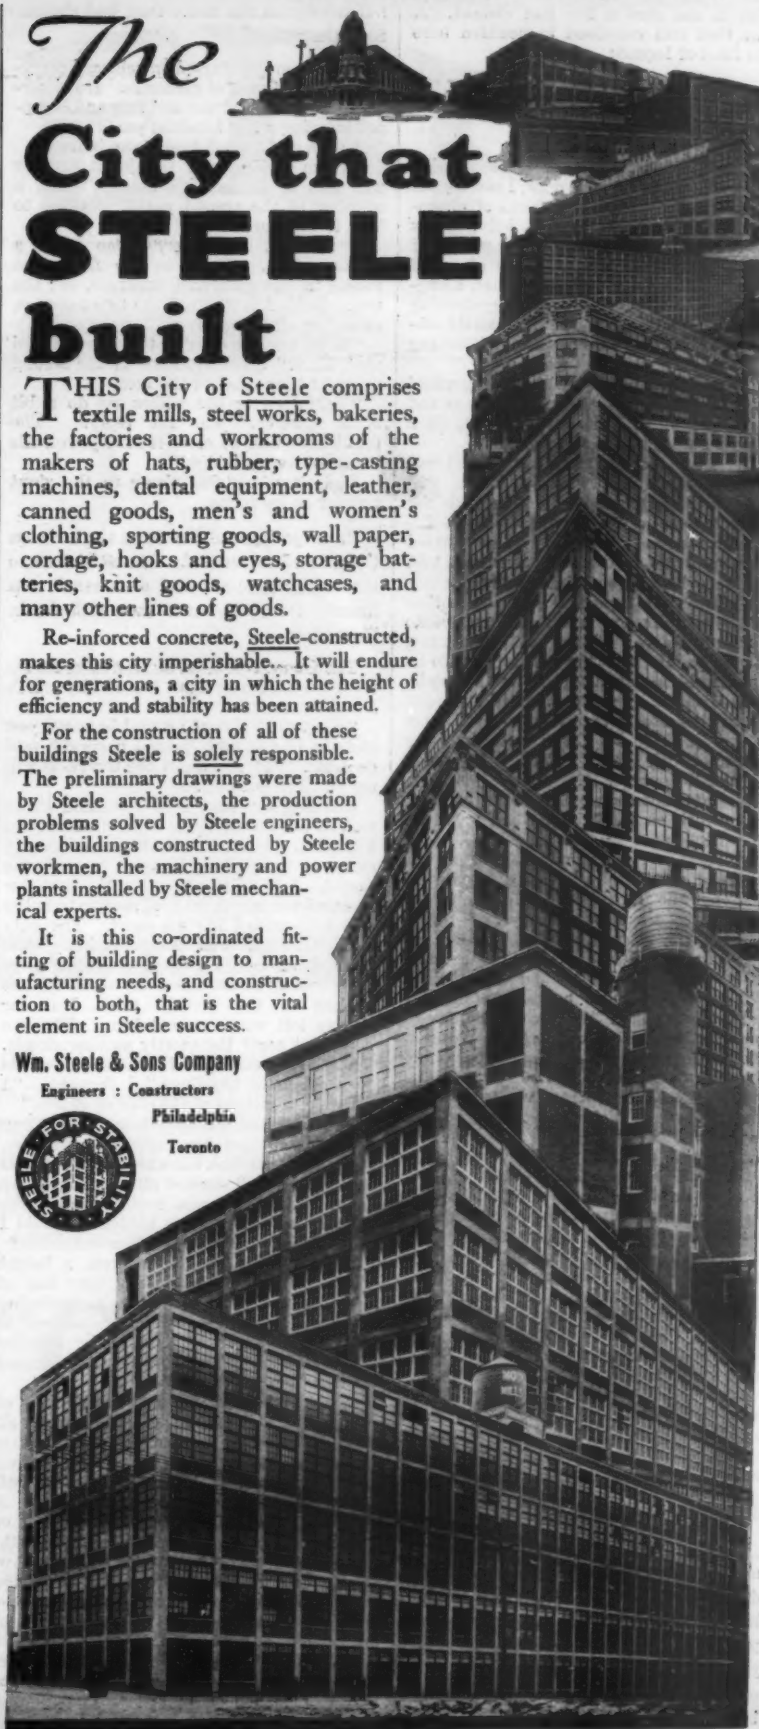 The
City that
STEELE
built
THIS City of Steele comprises
textile mills, steel works, bakeries,
the factories and workrooms of the
makers of hats, rubber, type-casting
machines, dental equipment, leather,
canned goods, men's and women's
clothing, sporting goods, wall paper,
cordage, hooks and eyes, storage bat-
teries, knit goods, watchcases, and
many other lines of goods.
Re-inforced concrete, Steele-constructed,
makes this city imperishable. It will endure
for generations, a city in which the height of
efficiency and stability has been attained.
For the construction of all of these
buildings Steele is solely responsible.
The preliminary drawings were made
by Steele architects, the production
problems solved by Steele engineers,
the buildings constructed by Steele
workmen, the machinery and power
plants installed by Steele mechan-
ical experts.
It is this co-ordinated fit-
ting of building design to man-
ufacturing needs, and construc-
tion to both, that is the vital
element in Steele success.
Wm. Steele & Sons Company
Engineers : Constructors
Philadelphia
Toronto
STEELE · FOR · STABILITY